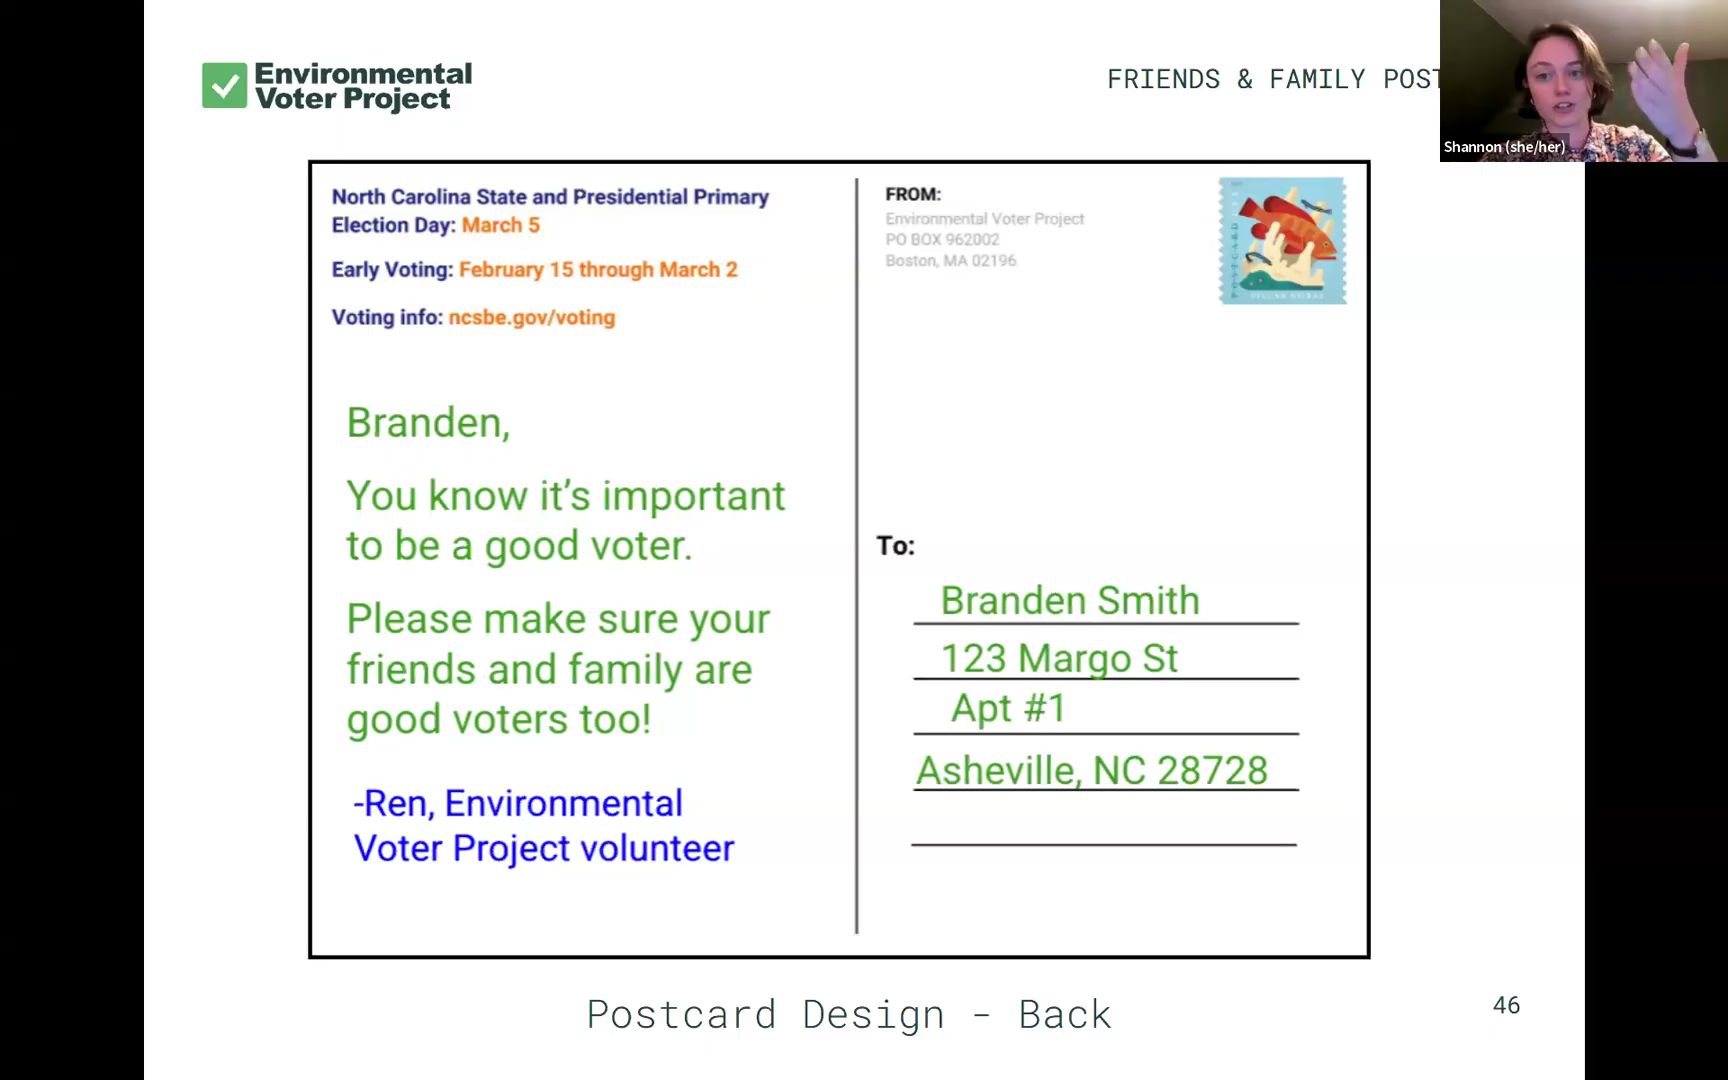 Environmental
Voter Project
FRIENDS & FAMILY POST
Shannon (she/her)
North Carolina State and Presidential Primary
Election Day: March 5
Early Voting: February 15 through March 2
Voting info: ncsbe.gov/voting
Branden,
You know it's important
to be a good voter.
Please make sure your
friends and family are
good voters too!
-Ren, Environmental
Voter Project volunteer
FROM:
Environmental Voter Project
PO BOX 962002
Boston, MA 02196
POSTCARD
To:
Branden Smith
123 Margo St
Apt #1
Asheville, NC 28728
Postcard Design - Back
46